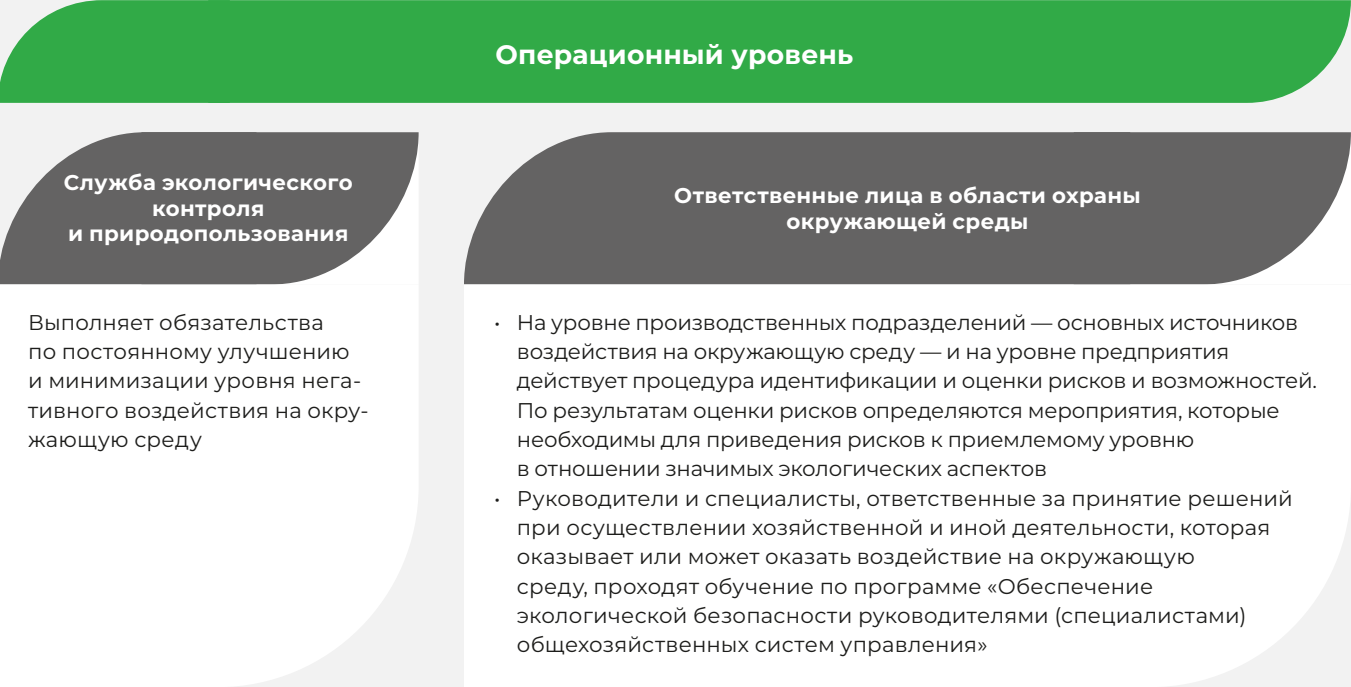 Операционный уровень
Служба экологического
контроля
и природопользования
Выполняет обязательства
по постоянному улучшению
и минимизации уровня нега-
тивного воздействия на окру-
жающую среду
Ответственные лица в области охраны
окружающей среды
• На уровне производственных подразделений — основных источников
воздействия на окружающую среду — и на уровне предприятия
действует процедура идентификации и оценки рисков и возможностей.
По результатам оценки рисков определяются мероприятия, которые
необходимы для приведения рисков к приемлемому уровню
в отношении значимых экологических аспектов
• Руководители и специалисты, ответственные за принятие решений
при осуществлении хозяйственной и иной деятельности, которая
оказывает или может оказать воздействие на окружающую
среду, проходят обучение по программе «Обеспечение
экологической безопасности руководителями (специалистами)
общехозяйственных систем управления»